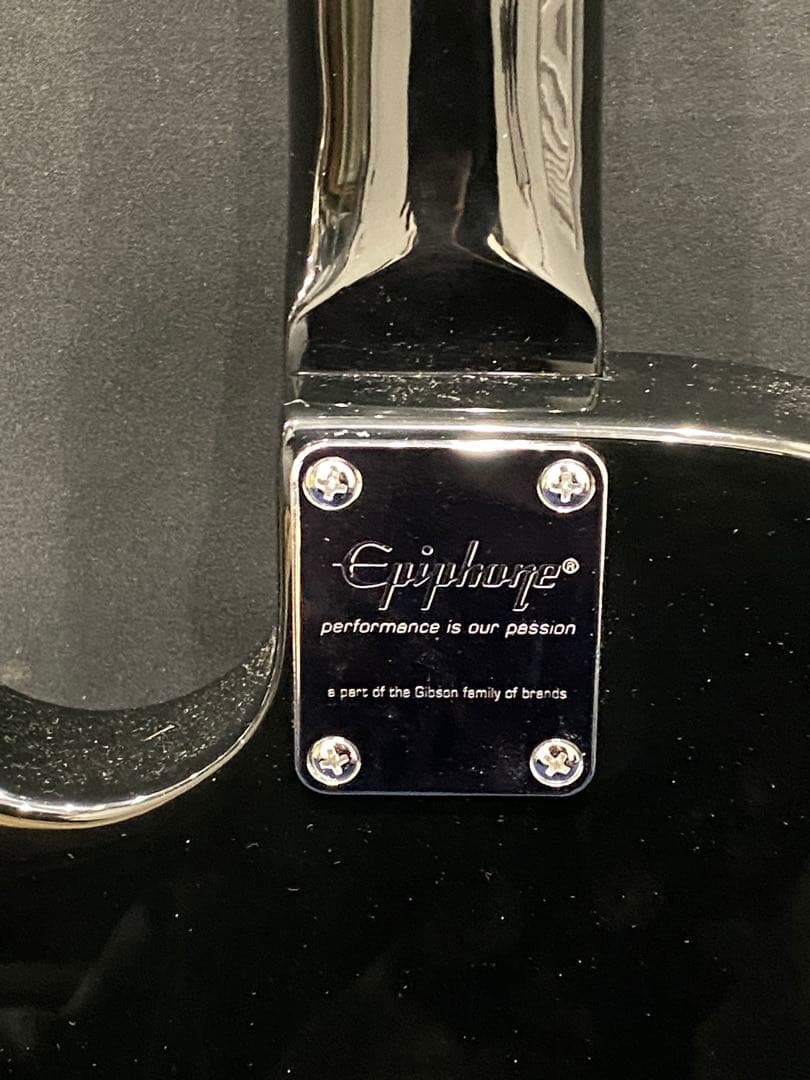 Epiphone®
performance is our passion
a part of the Gibson family of brands